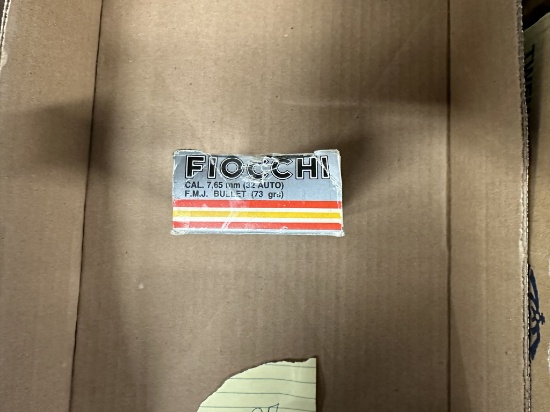 FIOCCHI
CAL. 7,65 mm (32 AUTO)
F.M.J. BULLET (73 grs)